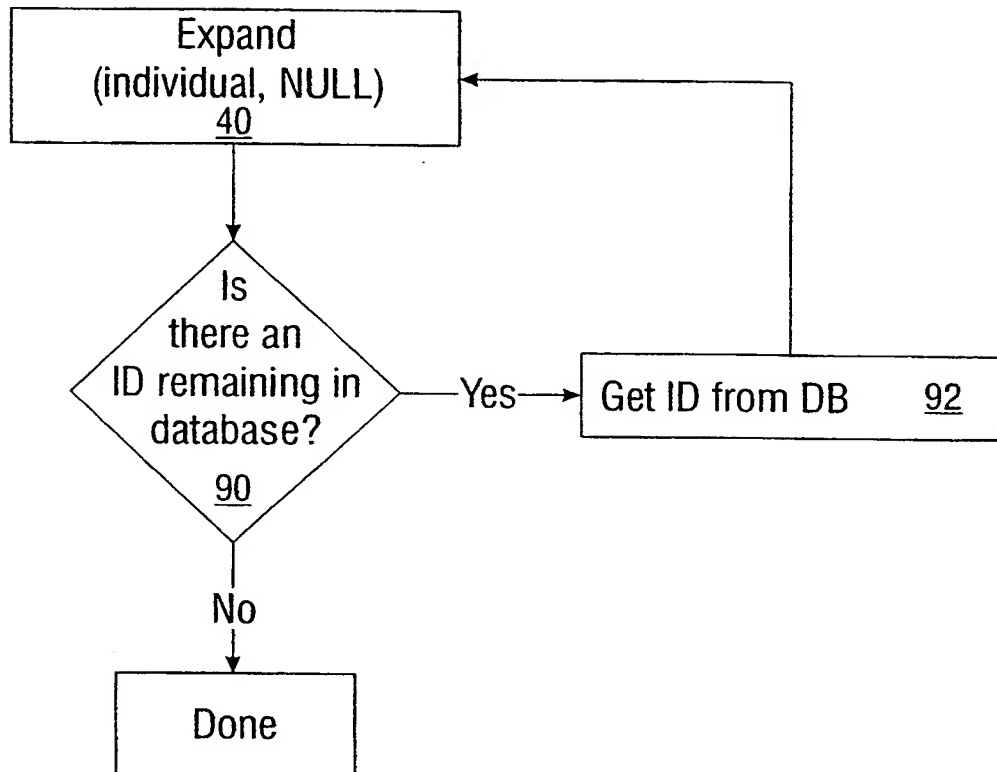 Expand
(individual, NULL)
40
Is
there an
ID remaining in
database?
90
Yes
Get ID from DB 92
No
Done